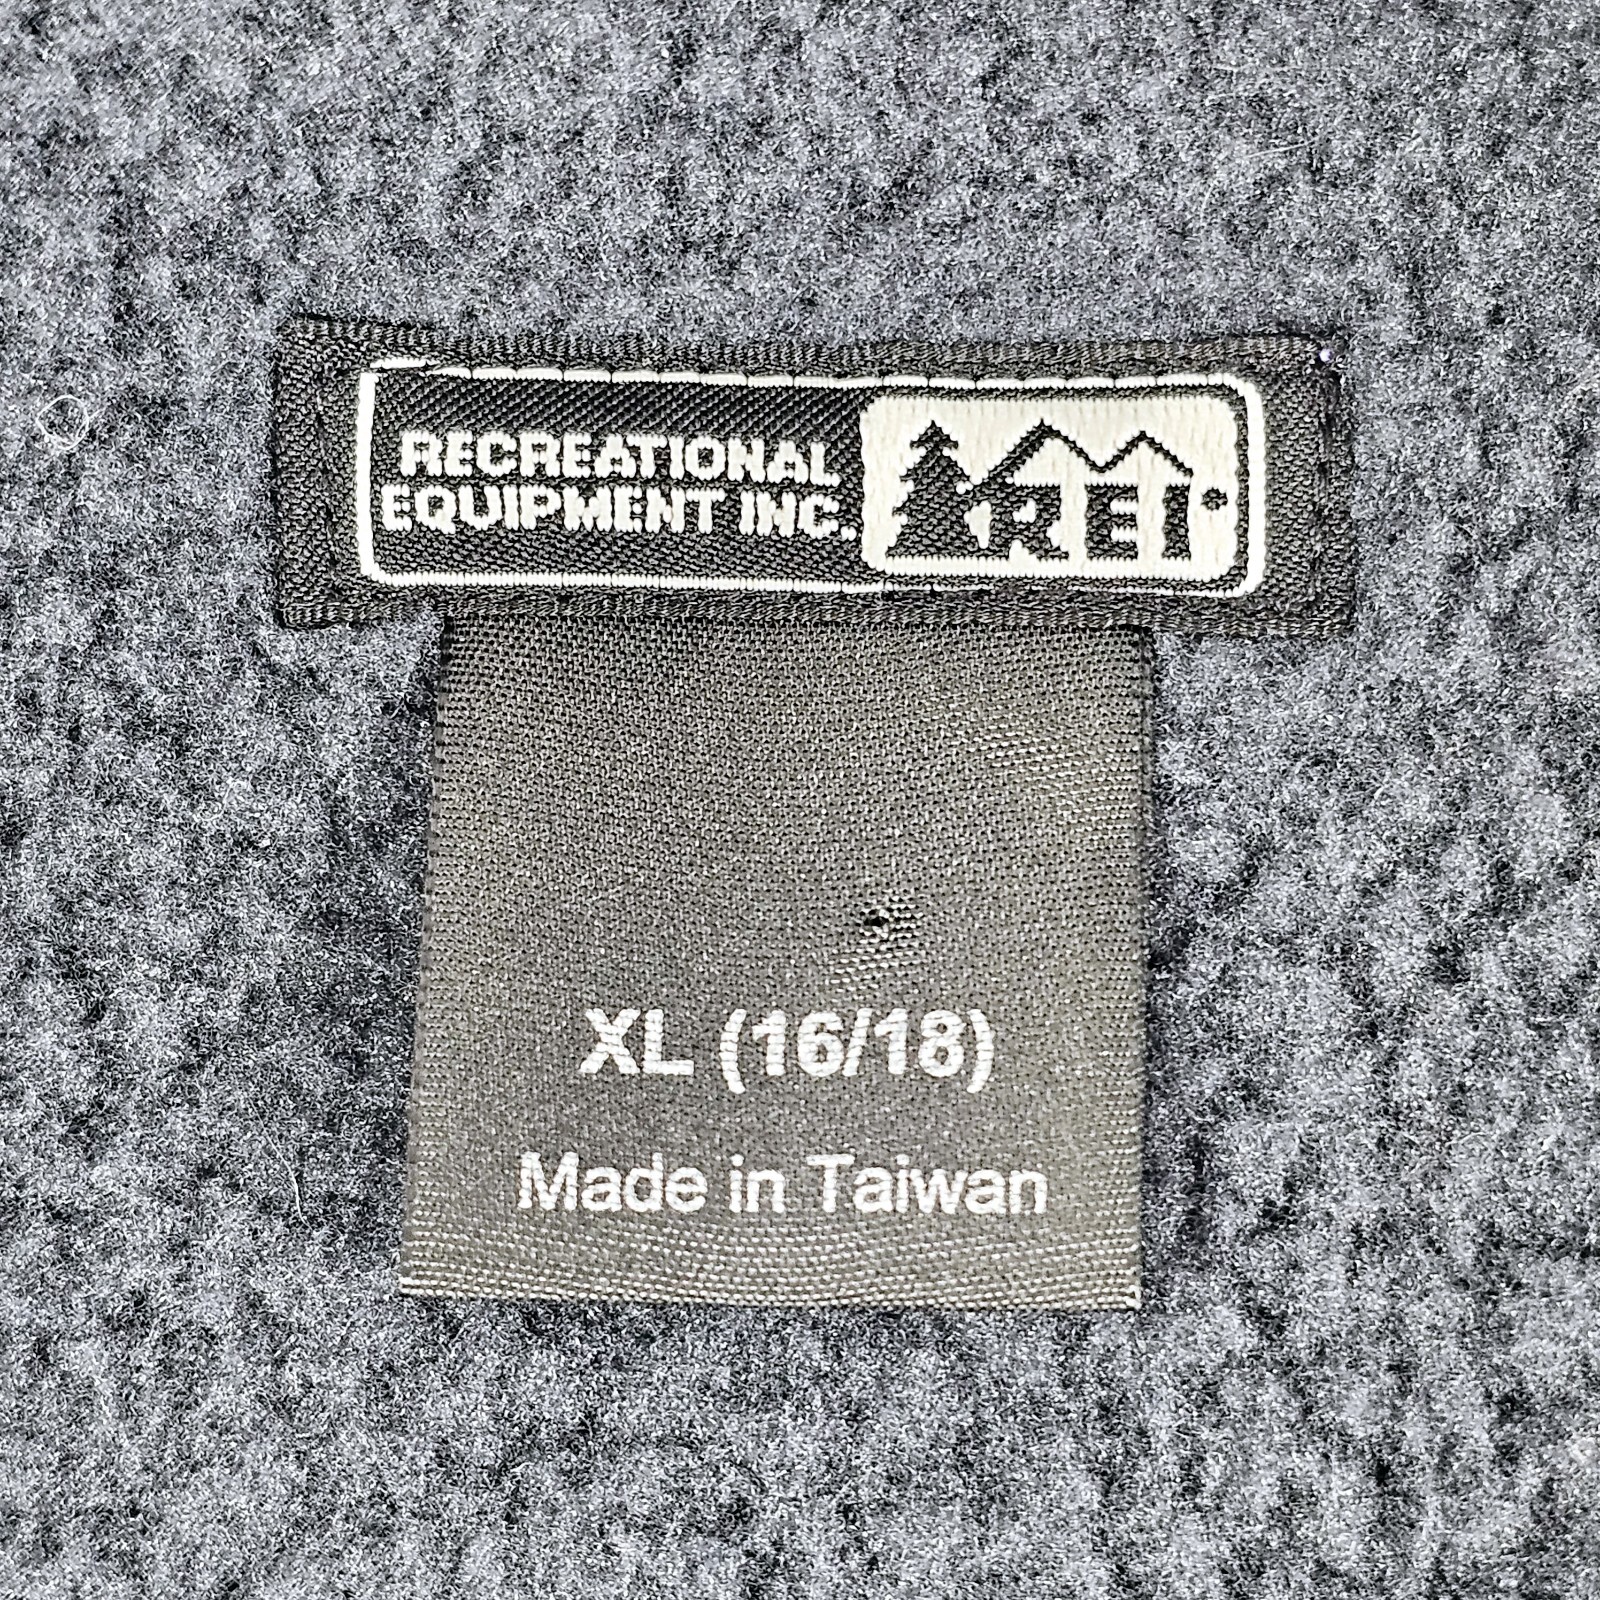 RECREATIONAL
EQUIPMENT INC.
REI
XL (16/18)
Made in Taiwan